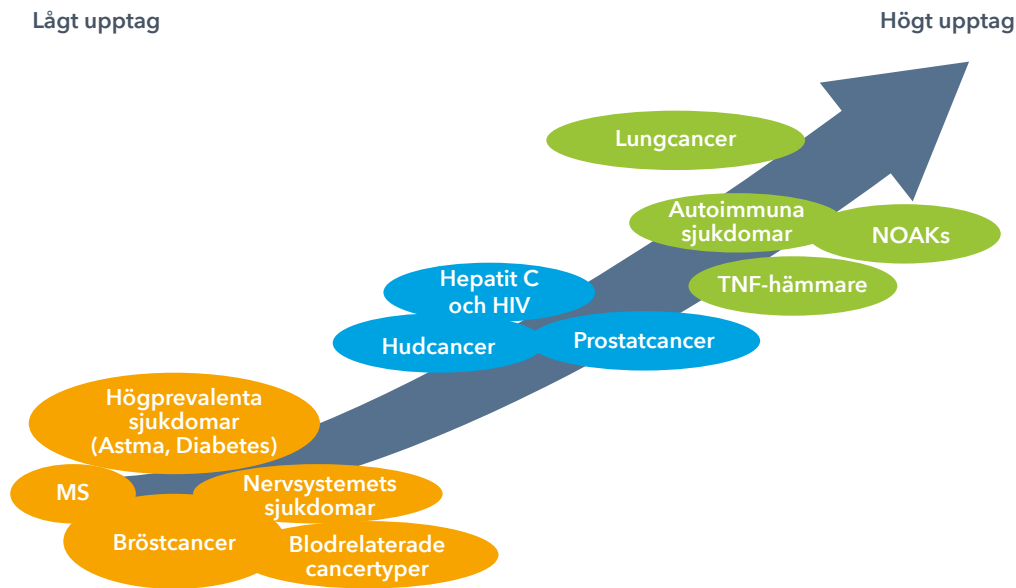 Lågt upptag
Högt upptag
Lungcancer
Autoimmuna
sjukdomar
NOAKs
TNF-hämmare
Hepatit C
och HIV
Hudcancer
Prostatcancer
Högprevalenta
sjukdomar
(Astma, Diabetes)
MS
Nervsystemets
sjukdomar
Bröstcancer
Blodrelaterade
cancertyper